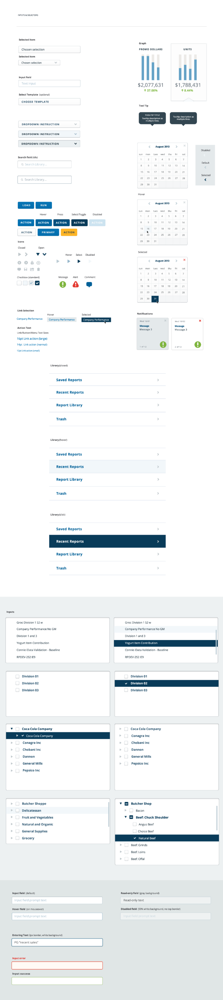 INPUTS & SELECTORS
Selected item
Chosen selection
Selected item
Chosen selection
Input field
Text input
Select Template (optional)
CHOOSE TEMPLATE
DROPDOWN INSTRUCTION
DROPDOWN INSTRUCTION
DROPDOWN INSTRUCTION
Search field (idle)
Search Library...
Search Library...
LOAD RUN
Hover Press Select/Toggle Disabled
ACTION ACTION ACTION ACTION ACTION
ACTION PRIMARY ACTION
Icons
Closed Open
Hover Select Disabled
Checkbox (standard)
Message Alert Comment
Link Selection
Hover Selected
Company Performance Company Performance Company Performance
Action Text
Link/Button/Menu Text Sizes
16pt Link action (large)
14pt Link action (normal)
12pt Link action (small)
Graph
PROMO DOLLARS UNITS
$2,077,631 $1,788,431
37.08% 8.44%
Tool Tip
TOOLTIP TITLE
Tooltip description as
multiple lines.
Tooltip description as
multiple lines.
August 2013
sun mon tues wed thu fri sat
1 2 3 4 5 6 7
8 9 10 11 12 13 14
15 16 17 18 19 20 21
22 23 24 25 26 27 28
29 30 31
Disabled
Default
Selected
Hover
August 2013
sun mon tues wed thu fri sat
1 2 3 4 5 6 7
8 9 10 11 12 13 14
15 16 17 18 19 20 21
22 23 24 25 26 27 28
29 30 31
Selected
August 2013
sun mon tues wed thu fri sat
1 2 3 4 5 6 7
8 9 10 11 12 13 14
15 16 17 18 19 20 21
22 23 24 25 26 27 28
29 30 31
Notifications
Wed 10/01
Message
Message 3
1 of 12
Wed 10/02
Message
Message 3
2 of 12
Library (closed)
Saved Reports
Recent Reports
Report Library
Trash
Library (hover)
Saved Reports
Recent Reports
Report Library
Trash
Library (click)
Saved Reports
Recent Reports
Report Library
Trash
Inputs
Groc Division 1 52 w
Company Performance No GM
Division 1 and 3
Yogurt Item Contribution
Connie iData Validation - Baseline
RPDEV-252 IE9
Groc Division 1 52 w
Company Performance No GM
Division 1 and 3
Yogurt Item Contribution
Connie iData Validation - Baseline
RPDEV-252 IE9
Division 01
Division 02
Division 03
Division 01
Division 02
Division 03
Coca Cola Company
Coca Cola Company
Conagra Inc
Chobani Inc
Dannon
General Mills
Pepsico Inc
Coca Cola Company
Conagra Inc
Chobani Inc
Dannon
General Mills
Pepsico Inc
Butcher Shoppe
Delicatessan
Fruit and Vegetables
Natural and Organic
General Supplies
Grocery
Butcher Shop
Bacon
Beef: Chuck Shoulder
Angus Beef
Choice Beef
Natural Beef
Beef: Grinds
Beef: Loins
Beef: Offal
Input field (default)
Input field prompt text
Hover field (on mouseover)
Input field prompt text
Read-only field (gray background)
Read-only text
Disabled field (50% white background, no top border)
Input field prompt text
Entering Text 2px border, white background)
PG "recent sales"
Input error
Input success